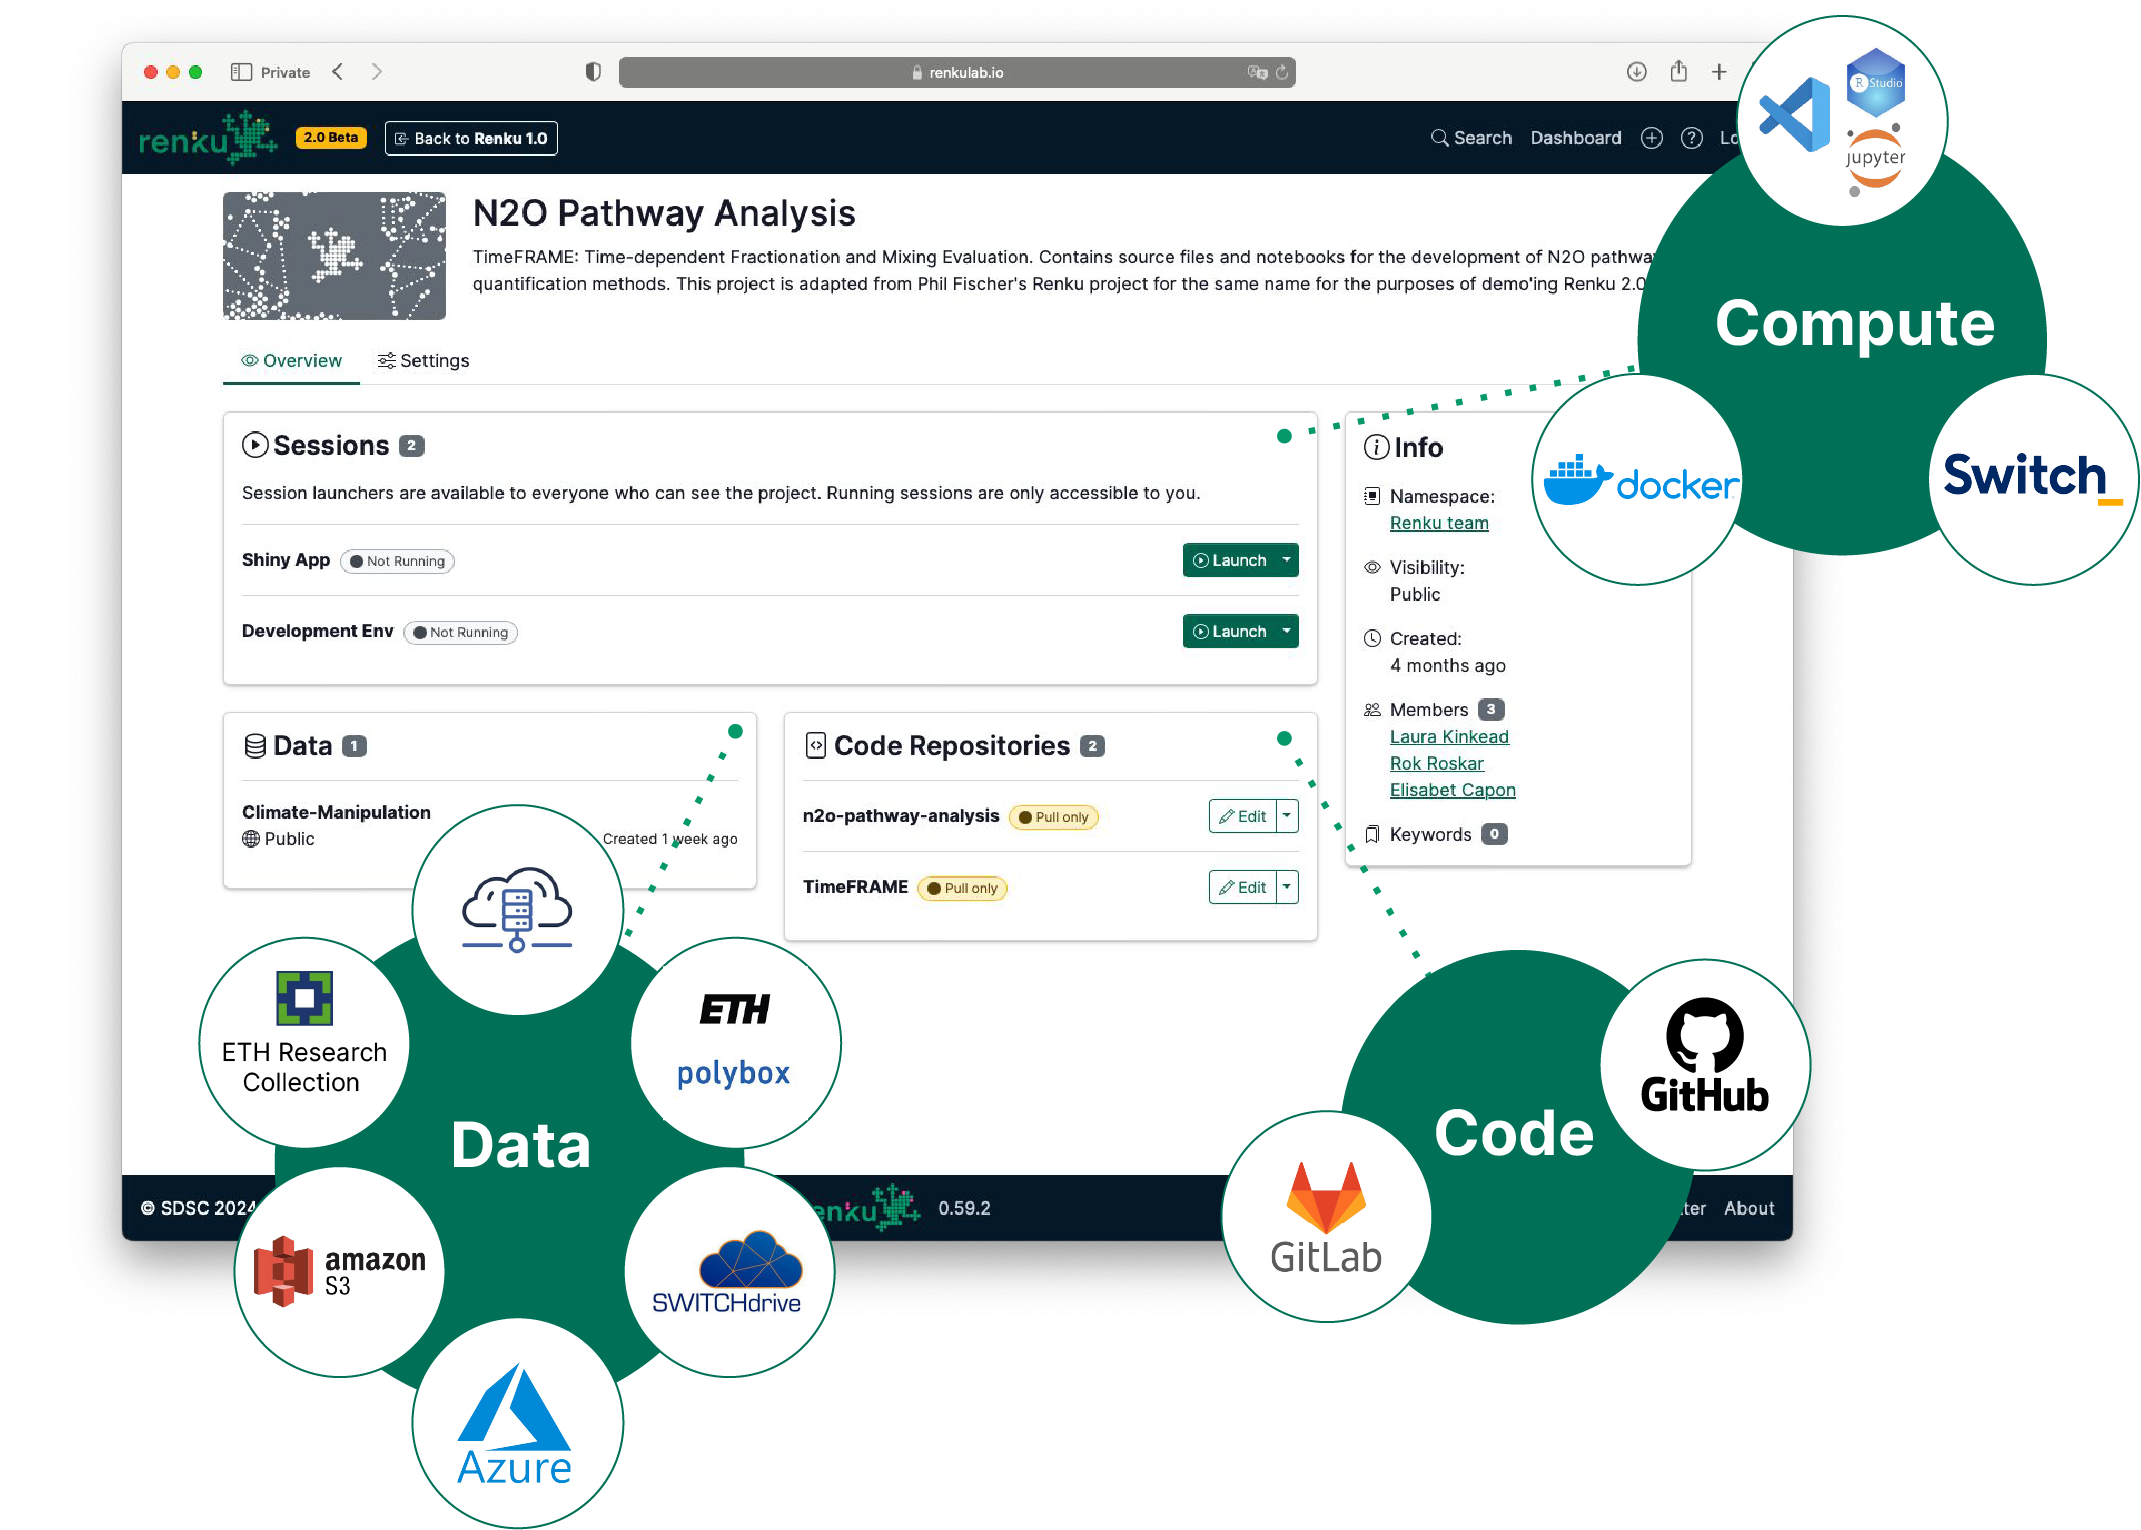 Private
renkulab.io
renku
2.0 Beta
Back to Renku 1.0
Search
Dashboard
N2O Pathway Analysis
TimeFRAME: Time-dependent Fractionation and Mixing Evaluation. Contains source files and notebooks for the development of N2O
quantification methods. This project is adapted from Phil Fischer's Renku project for the same name for the purposes of demo'ing Renku 2.0
Overview
Settings
Sessions 2
Session launchers are available to everyone who can see the project. Running sessions are only accessible to you.
Shiny App
Not Running
Launch
Development Env
Not Running
Launch
Data 1
Climate-Manipulation
Public
Created 1 week ago
Code Repositories 2
n2o-pathway-analysis
Pull only
Edit
TimeFRAME
Pull only
Edit
Info
Namespace:
Renku team
Visibility:
Public
Created:
4 months ago
Members 3
Laura Kinkead
Rok Roskar
Elisabet Capon
Keywords 0
R Studio
jupyter
Compute
docker
Switch_
ETH Research
Collection
ETH
polybox
Data
amazon
S3
SWITCHdrive
Azure
Code
GitHub
GitLab
© SDSC 2024
0.59.2
About